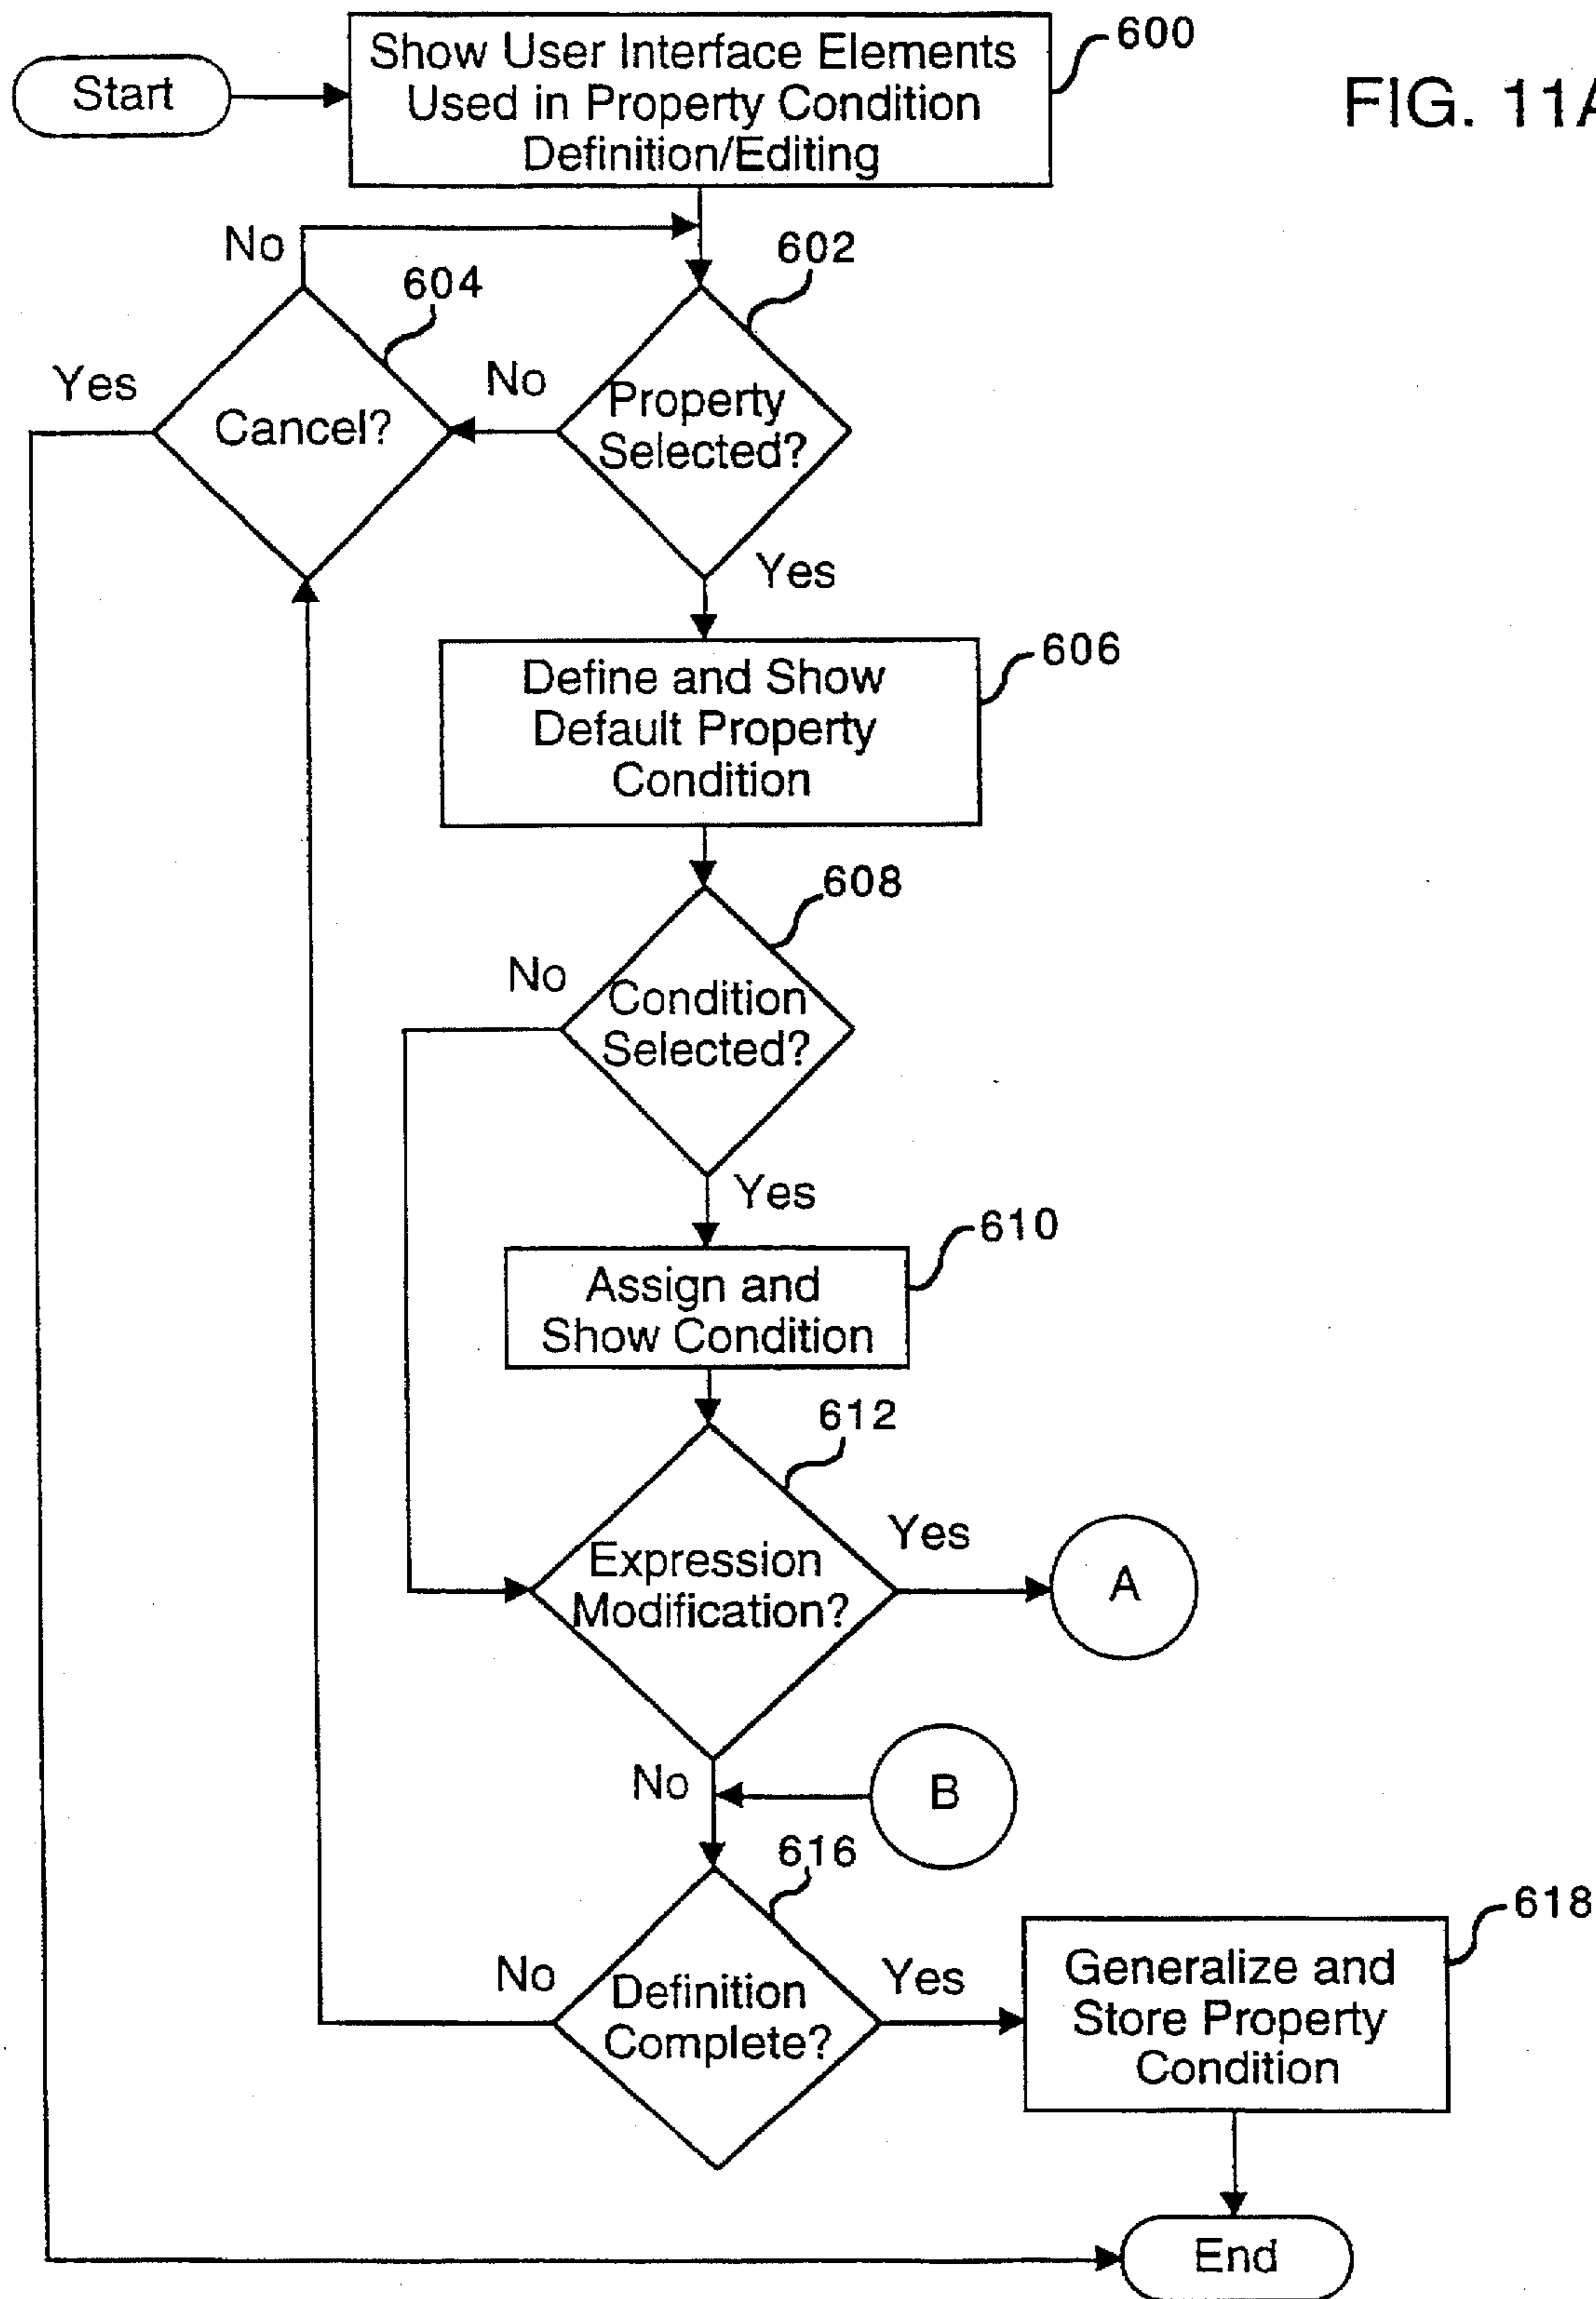 Show User Interface Elements
Used in Property Condition
Definition/Editing
600
Start
FIG. 11A
No
602
604
Yes
No
Property
Selected?
Cancel?
Yes
606
Define and Show
Default Property
Condition
608
No
Condition
Selected?
Yes
610
Assign and
Show Condition
612
Yes
Expression
Modification?
A
No
B
616
618
No
Yes
Definition
Complete?
Generalize and
Store Property
Condition
End